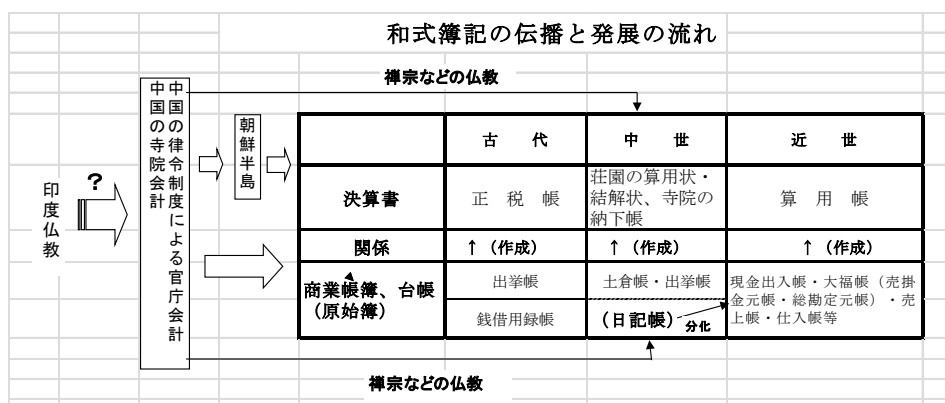 和式簿記の伝播と発展の流れ
禅宗などの仏教
印度仏教
?
中国の律令制度による官庁会計
中国の寺院会計
朝鮮半島
古 代
中 世
近 世
決算書
正 税 帳
荘園の算用状・
結解状、寺院の
納下帳
算 用 帳
関係
↑(作成)
↑(作成)
↑(作成)
商業帳簿、台帳
(原始簿)
出挙帳
銭借用録帳
土倉帳・出挙帳
(日記帳)
分化
現金出入帳・大福帳(売掛
金元帳・総勘定元帳)・売
上帳・仕入帳等
禅宗などの仏教